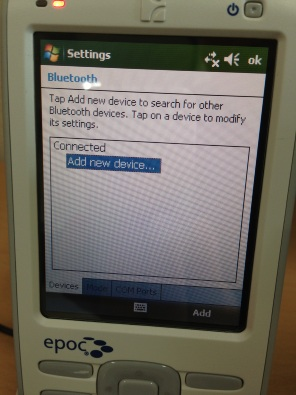 Settings
ok
Bluetooth
Tap Add new device to search for other
Bluetooth devices. Tap on a device to modify
its settings.
Connected
Add new device...
Devices Mode COM Ports
Add
epoc